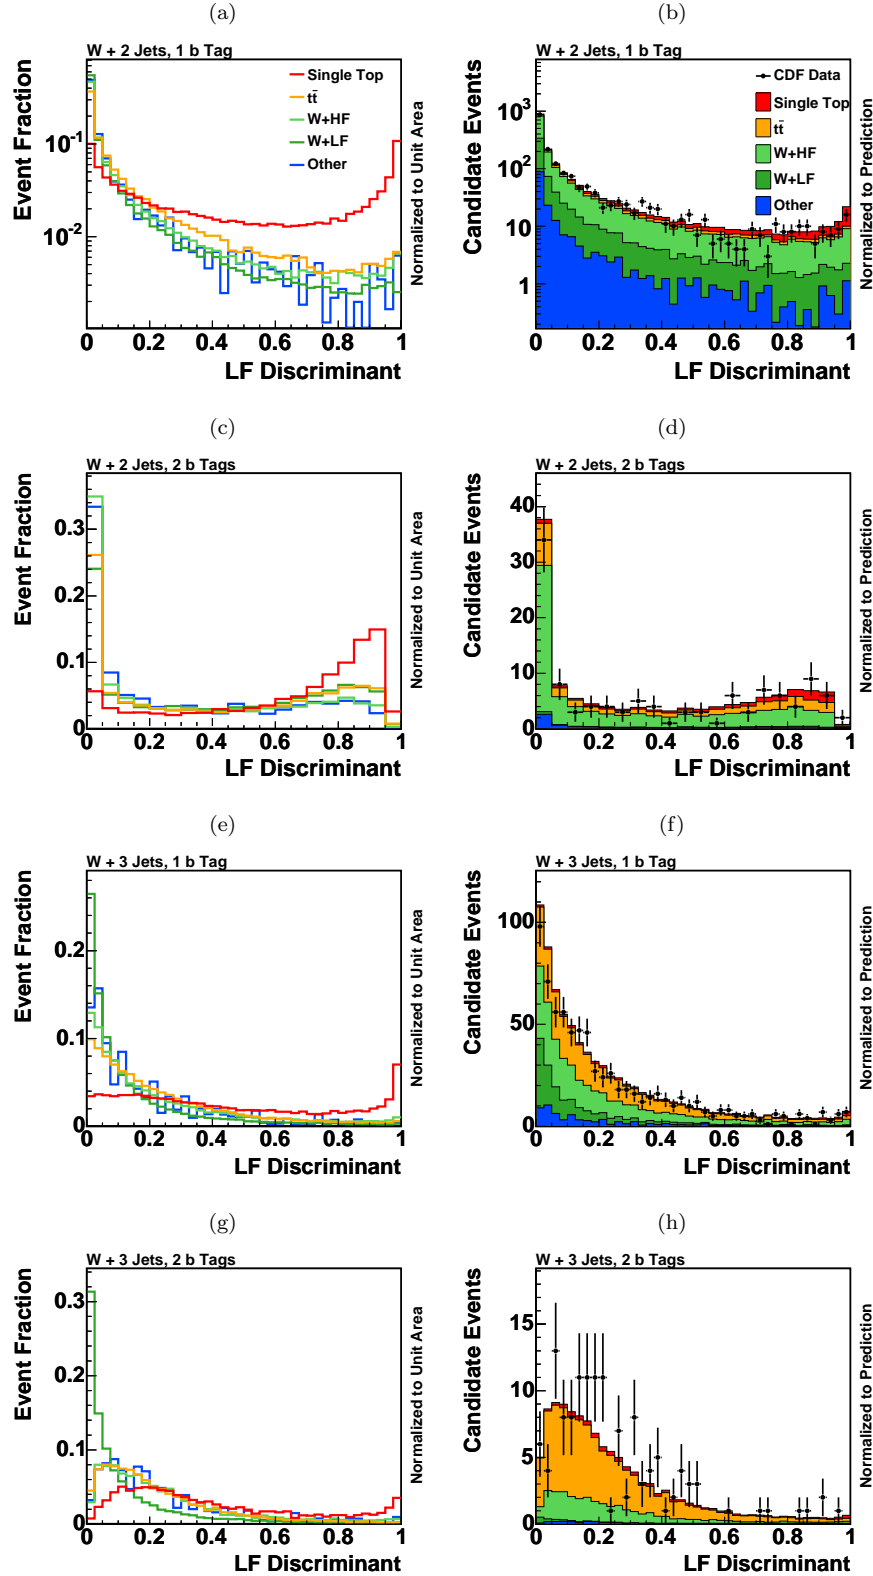 (a)
W + 2 Jets, 1 b Tag
Event Fraction
Single Top
tt̄
W+HF
W+LF
Other
10⁻¹
10⁻²
0 0.2 0.4 0.6 0.8 1
LF Discriminant
Normalized to Unit Area
(b)
W + 2 Jets, 1 b Tag
Candidate Events
CDF Data
Single Top
tt̄
W+HF
W+LF
Other
10³
10²
10
1
0 0.2 0.4 0.6 0.8 1
LF Discriminant
Normalized to Prediction
(c)
W + 2 Jets, 2 b Tags
Event Fraction
0.3
0.2
0.1
0
0 0.2 0.4 0.6 0.8 1
LF Discriminant
Normalized to Unit Area
(d)
W + 2 Jets, 2 b Tags
Candidate Events
40
30
20
10
0
0 0.2 0.4 0.6 0.8 1
LF Discriminant
Normalized to Prediction
(e)
W + 3 Jets, 1 b Tag
Event Fraction
0.2
0.1
0
0 0.2 0.4 0.6 0.8 1
LF Discriminant
Normalized to Unit Area
(f)
W + 3 Jets, 1 b Tag
Candidate Events
100
50
0
0 0.2 0.4 0.6 0.8 1
LF Discriminant
Normalized to Prediction
(g)
W + 3 Jets, 2 b Tags
Event Fraction
0.3
0.2
0.1
0
0 0.2 0.4 0.6 0.8 1
LF Discriminant
Normalized to Unit Area
(h)
W + 3 Jets, 2 b Tags
Candidate Events
15
10
5
0
0 0.2 0.4 0.6 0.8 1
LF Discriminant
Normalized to Prediction